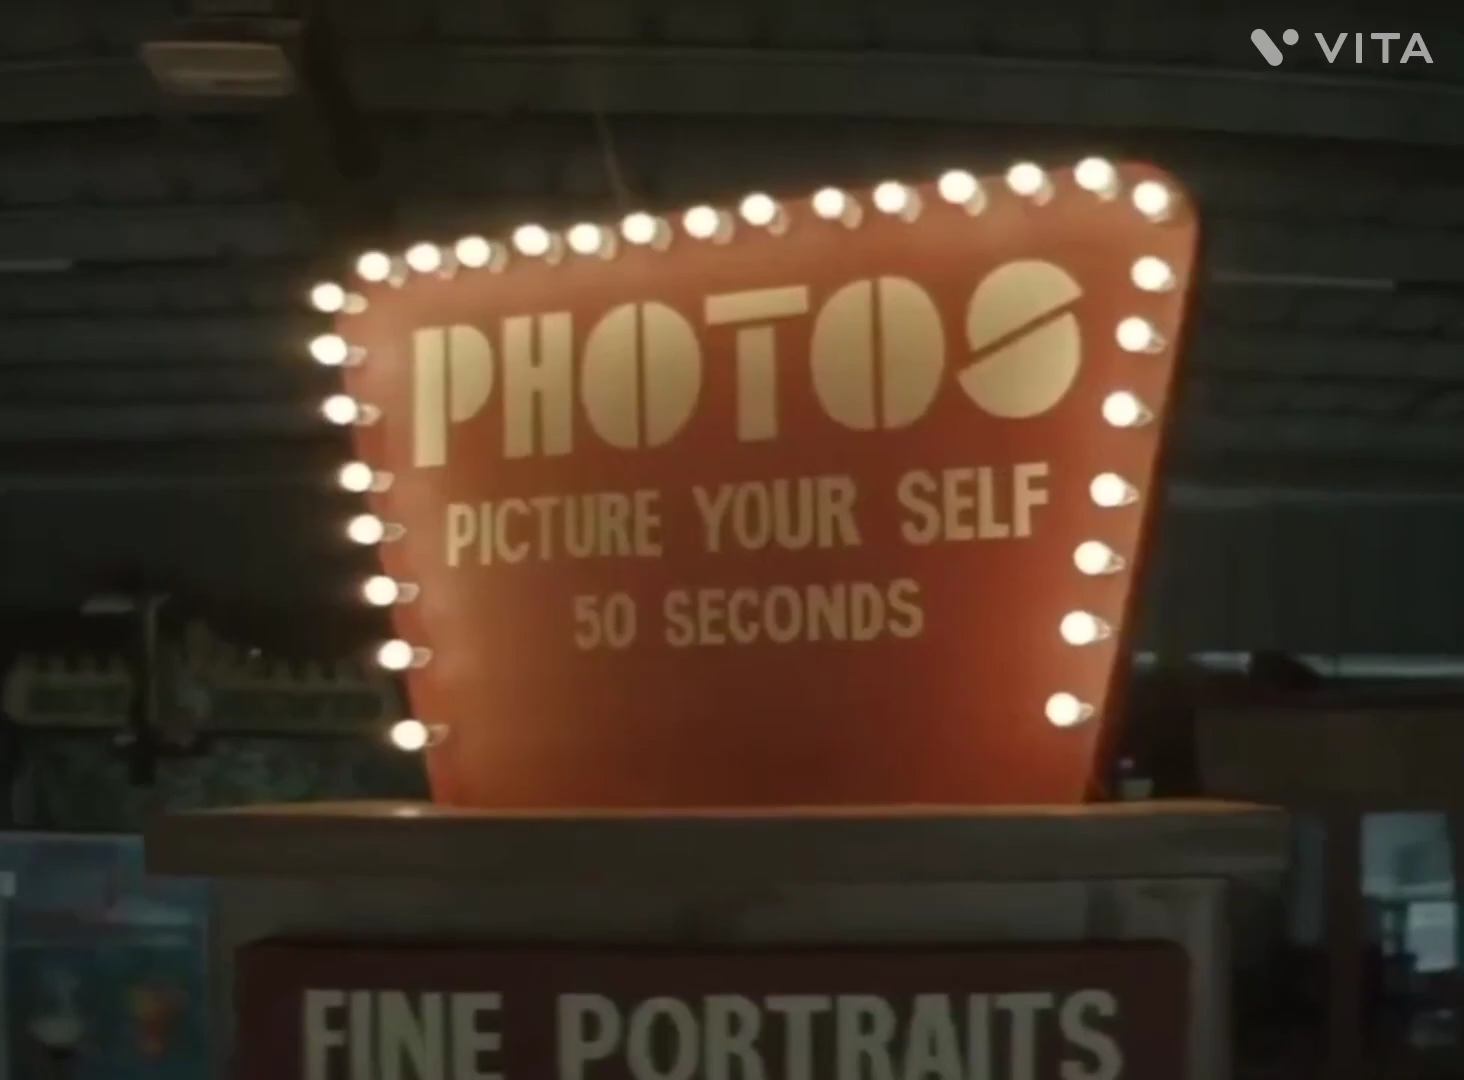 VITA
PHOTOS
PICTURE YOUR SELF
50 SECONDS
FINE PORTRAITS